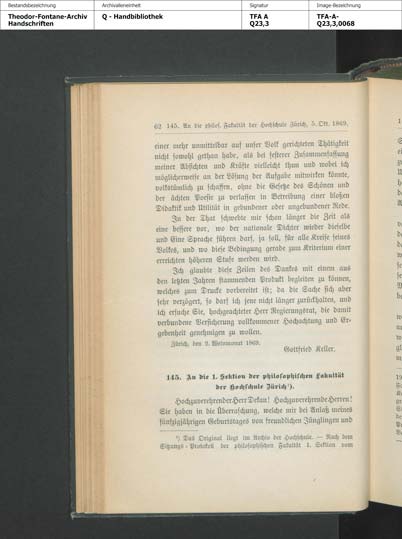 Bestandsbezeichnung
Archivalieneinheit
Signatur
Image-Bezeichnung
Theodor-Fontane-Archiv
Handschriften
Q - Handbibliothek
TFA A
Q23,3
TFA-A-
Q23,3,0068
62 145. An die philos. Fakultät der Hochschule Zürich, 5. Okt. 1869.
einer mehr unmittelbar auf unser Volk gerichteten Thätigkeit
nicht sowohl gethan habe, als bei festerer Zusammenfassung
meiner Absichten und Kräfte vielleicht thun und wobei ich
möglicherweise an der Lösung der Aufgabe mitwirken könnte,
volkstümlich zu schaffen, ohne die Gesetze des Schönen und
der ächten Poesie zu verlassen in Betreibung einer bloßen
Didaktik und Utilität in gebundener oder ungebundener Rede.
In der That schwebte mir schon länger die Zeit als
eine bessere vor, wo der nationale Dichter wieder dieselbe
und Eine Sprache führen darf, ja soll, für alle Kreise seines
Volkes, und wo diese Bedingung gerade zum Kriterium einer
erreichten höheren Stufe werden wird.
Ich glaubte diese Zeilen des Dankes mit einem aus
den letzten Jahren stammenden Produkt begleiten zu können,
welches zum Drucke vorbereitet ist; da die Sache sich aber
sehr verzögert, so darf ich jene nicht länger zurückhalten, und
ich ersuche Sie, hochgeachteter Herr Regierungsrat, die damit
verbundene Versicherung vollkommener Hochachtung und Er-
gebenheit genehmigen zu wollen.
Zürich, den 2. Weinmonat 1869.
Gottfried Keller.
145. An die 1. Sektion der philosophischen Fakultät
der Hochschule Zürich¹).
Hochzuverehrender Herr Dekan! Hochzuverehrende Herren!
Sie haben in die Überraschung, welche mir bei Anlaß meines
fünfzigjährigen Geburtstages von freundlichen Jünglingen und
¹) Das Original liegt im Archiv der Hochschule. — Nach dem
Sitzungs-Protokoll der philosophischen Fakultät 1. Sektion vom